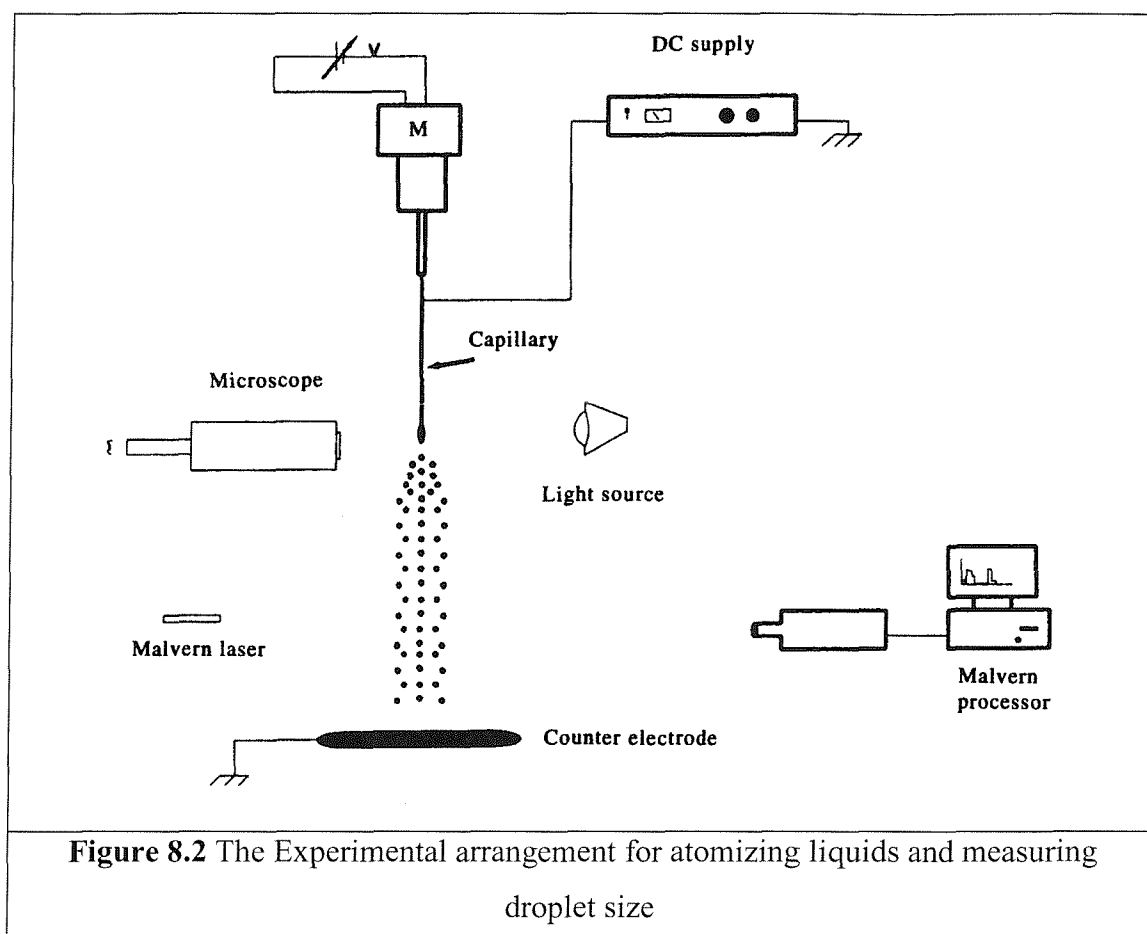 V
DC supply
M
Capillary
Microscope
Light source
Malvern laser
Malvern
processor
Counter electrode
Figure 8.2 The Experimental arrangement for atomizing liquids and measuring
droplet size